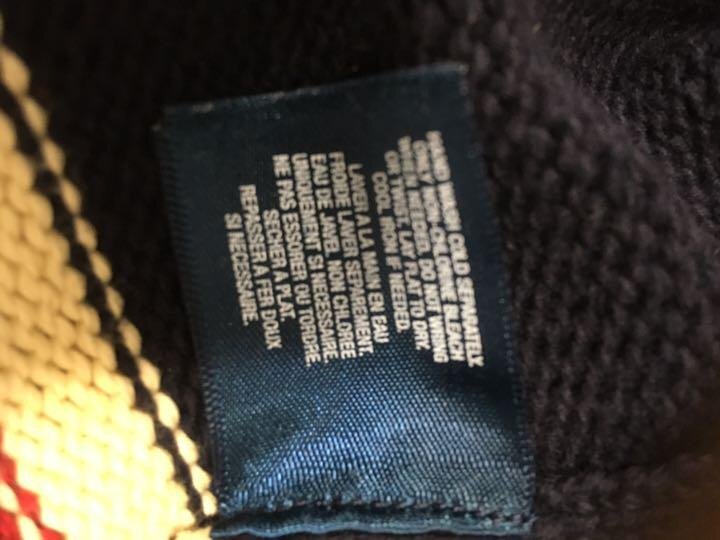 HAND WASH COLD SEPARATELY.
ONLY NON-CHLORINE BLEACH
WHEN NEEDED. DO NOT WRING
OR TWIST, LAY FLAT TO DRY.
COOL IRON IF NEEDED.
LAVER A LA MAIN EN EAU
FROIDE LAVER SEPAREMENT.
EAU DE JAVEL NON CHLOREE
UNIQUEMENT SI NECESSAIRE.
NE PAS ESSORER OU TORDRE.
SECHER A PLAT.
REPASSER A FER DOUX
SI NECESSAIRE.